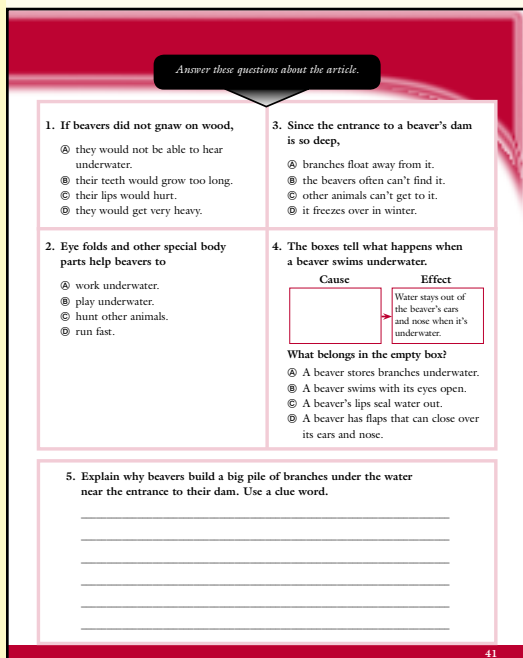 Answer these questions about the article.
1. If beavers did not gnaw on wood,
Ⓐ they would not be able to hear
underwater.
Ⓑ their teeth would grow too long.
Ⓒ their lips would hurt.
Ⓓ they would get very heavy.
2. Eye folds and other special body
parts help beavers to
Ⓐ work underwater.
Ⓑ play underwater.
Ⓒ hunt other animals.
Ⓓ run fast.
3. Since the entrance to a beaver's dam
is so deep,
Ⓐ branches float away from it.
Ⓑ the beavers often can't find it.
Ⓒ other animals can't get to it.
Ⓓ it freezes over in winter.
4. The boxes tell what happens when
a beaver swims underwater.
Cause Effect
Water stays out of
the beaver's ears
and nose when it's
underwater.
What belongs in the empty box?
Ⓐ A beaver stores branches underwater.
Ⓑ A beaver swims with its eyes open.
Ⓒ A beaver's lips seal water out.
Ⓓ A beaver has flaps that can close over
its ears and nose.
5. Explain why beavers build a big pile of branches under the water
near the entrance to their dam. Use a clue word.
41